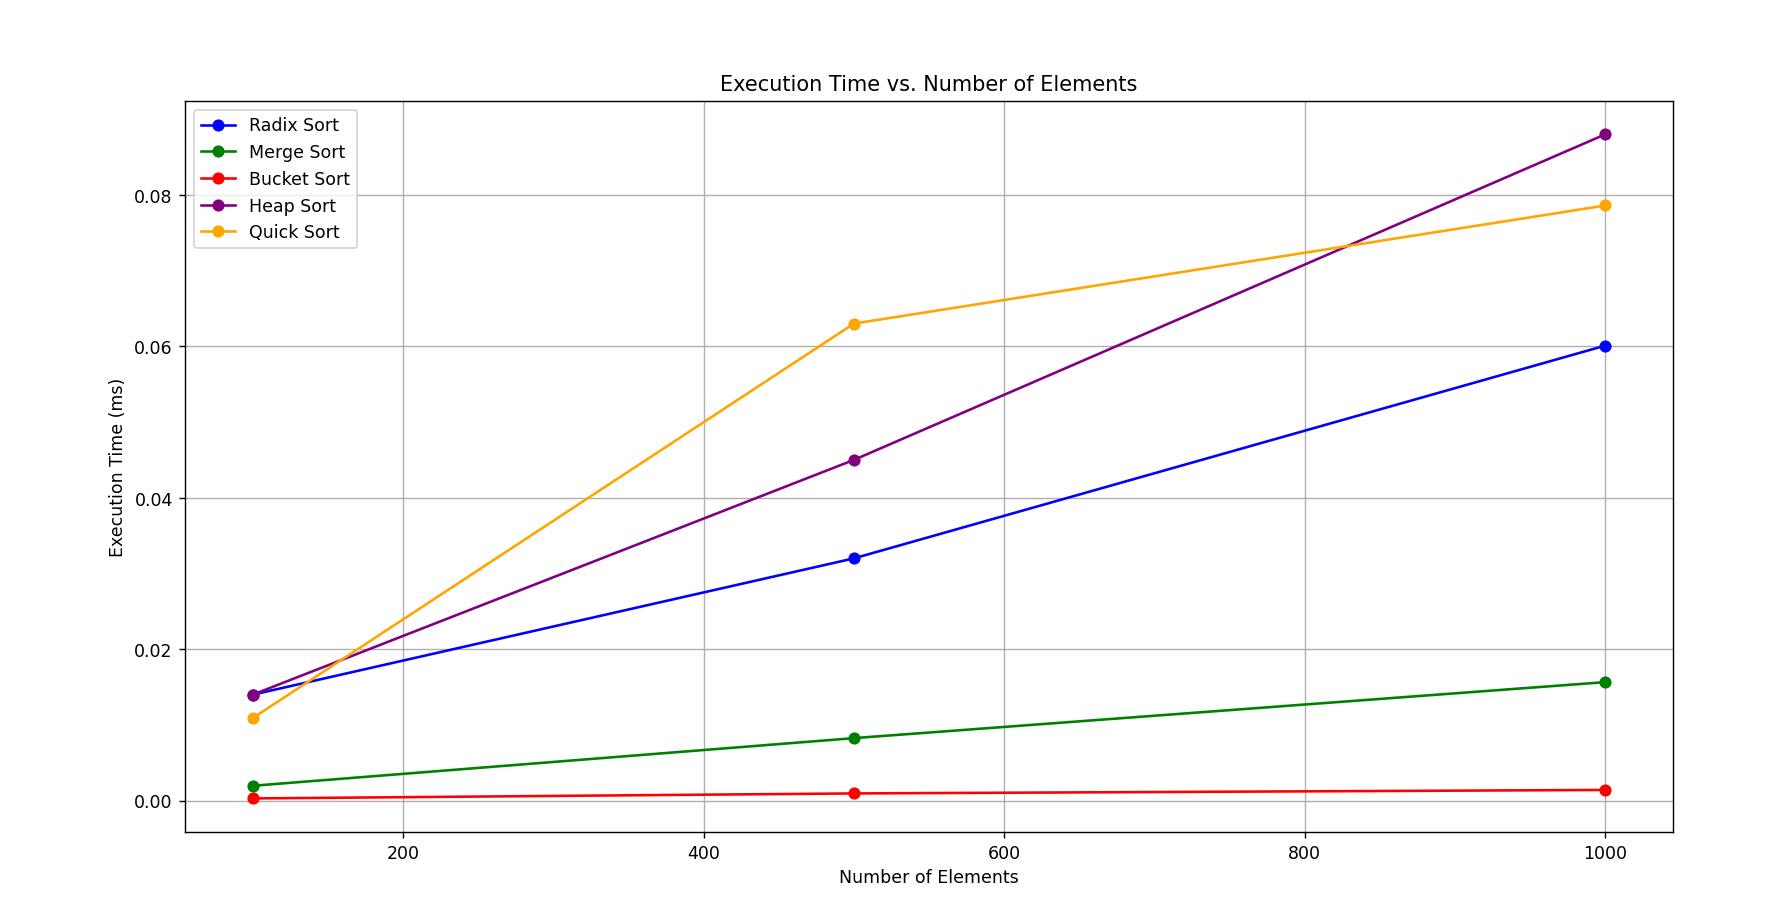 Execution Time vs. Number of Elements
Radix Sort
Merge Sort
Bucket Sort
Heap Sort
Quick Sort
0.08
0.06
0.04
0.02
0.00
Execution Time (ms)
200 400 600 800 1000
Number of Elements